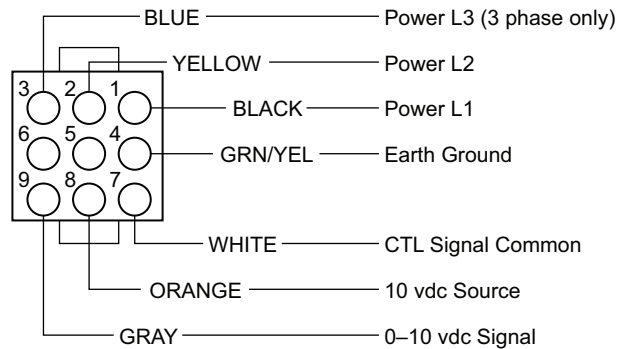 BLUE Power L3 (3 phase only)
YELLOW Power L2
3 2 1
BLACK Power L1
6 5 4
GRN/YEL Earth Ground
9 8 7
WHITE CTL Signal Common
ORANGE 10 vdc Source
GRAY 0–10 vdc Signal